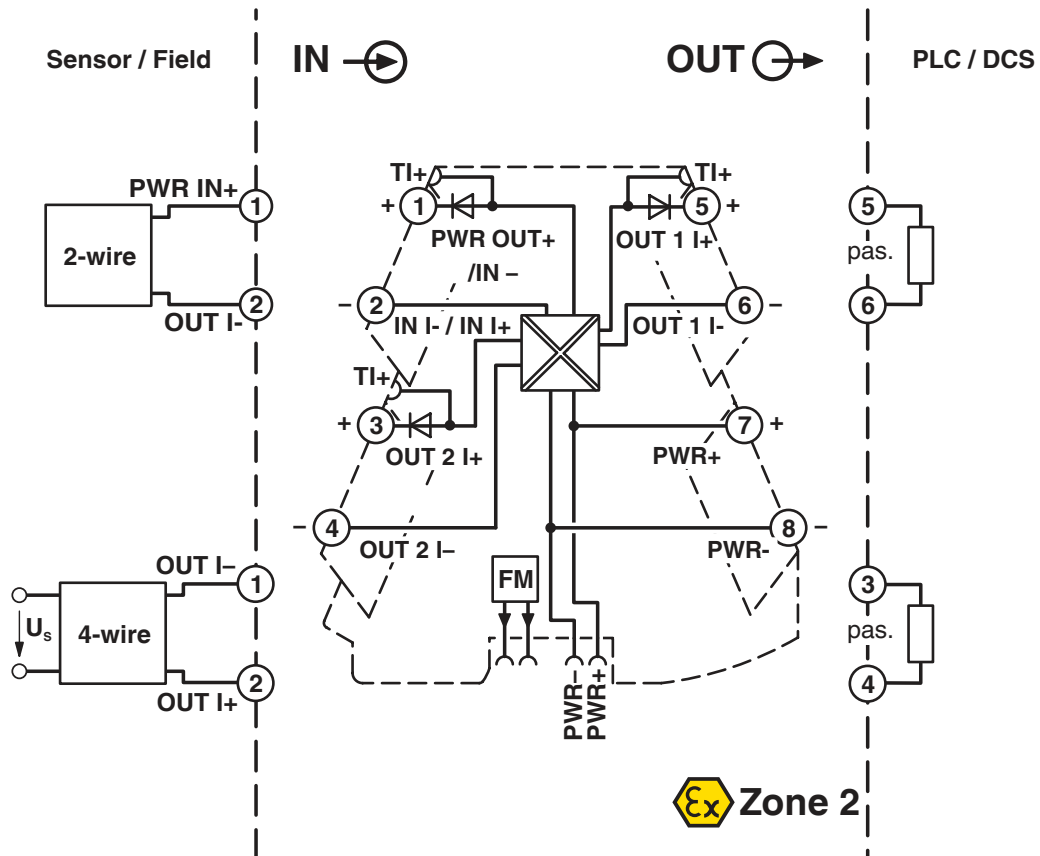 Sensor / Field
IN
OUT
PLC / DCS
PWR IN+
1
2-wire
2
OUT I-
TI+
+
1
PWR OUT+
/IN –
–
2
IN I- / IN I+
TI+
+
3
OUT 2 I+
–
4
OUT 2 I–
TI+
5
+
OUT 1 I+
6
–
OUT 1 I-
7
+
PWR+
8
–
PWR-
FM
PWR–
PWR+
5
pas.
6
OUT I–
1
Us
4-wire
2
OUT I+
3
pas.
4
Ex
Zone 2